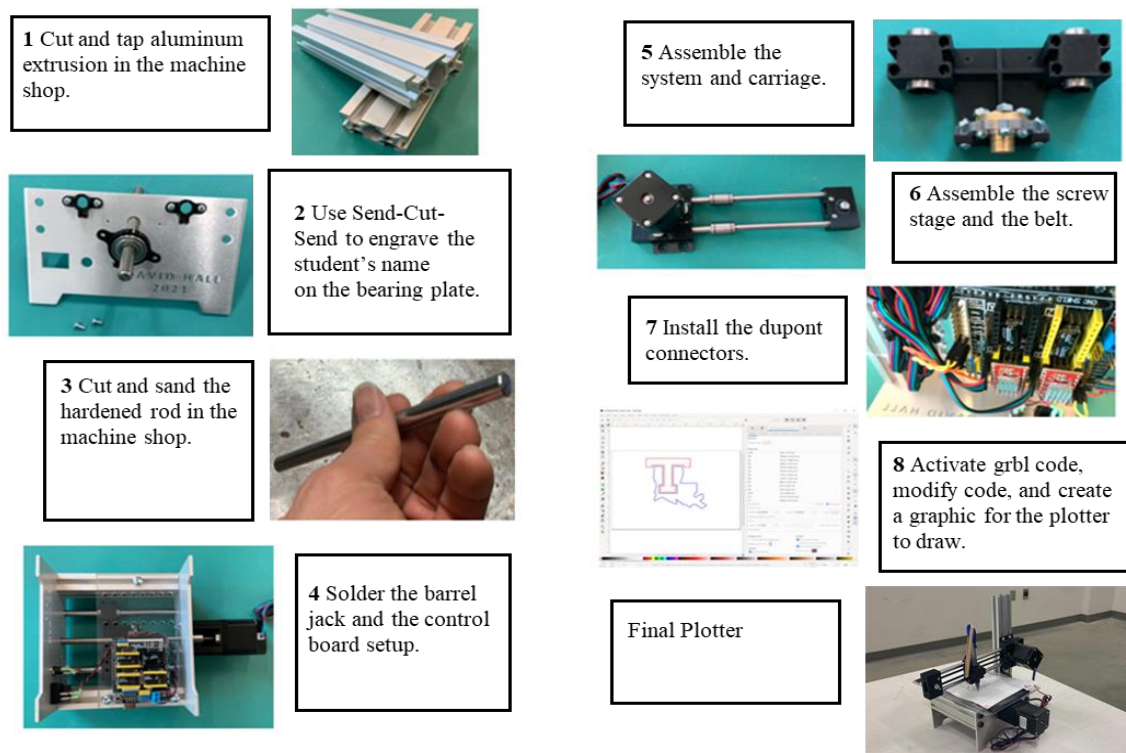 1 Cut and tap aluminum
extrusion in the machine
shop.
2 Use Send-Cut-
Send to engrave the
student’s name
on the bearing plate.
AVID HALL
2021
3 Cut and sand the
hardened rod in the
machine shop.
4 Solder the barrel
jack and the control
board setup.
5 Assemble the
system and carriage.
6 Assemble the screw
stage and the belt.
7 Install the dupont
connectors.
CNC SHIELD
8 Activate grbl code,
modify code, and create
a graphic for the plotter
to draw.
Final Plotter